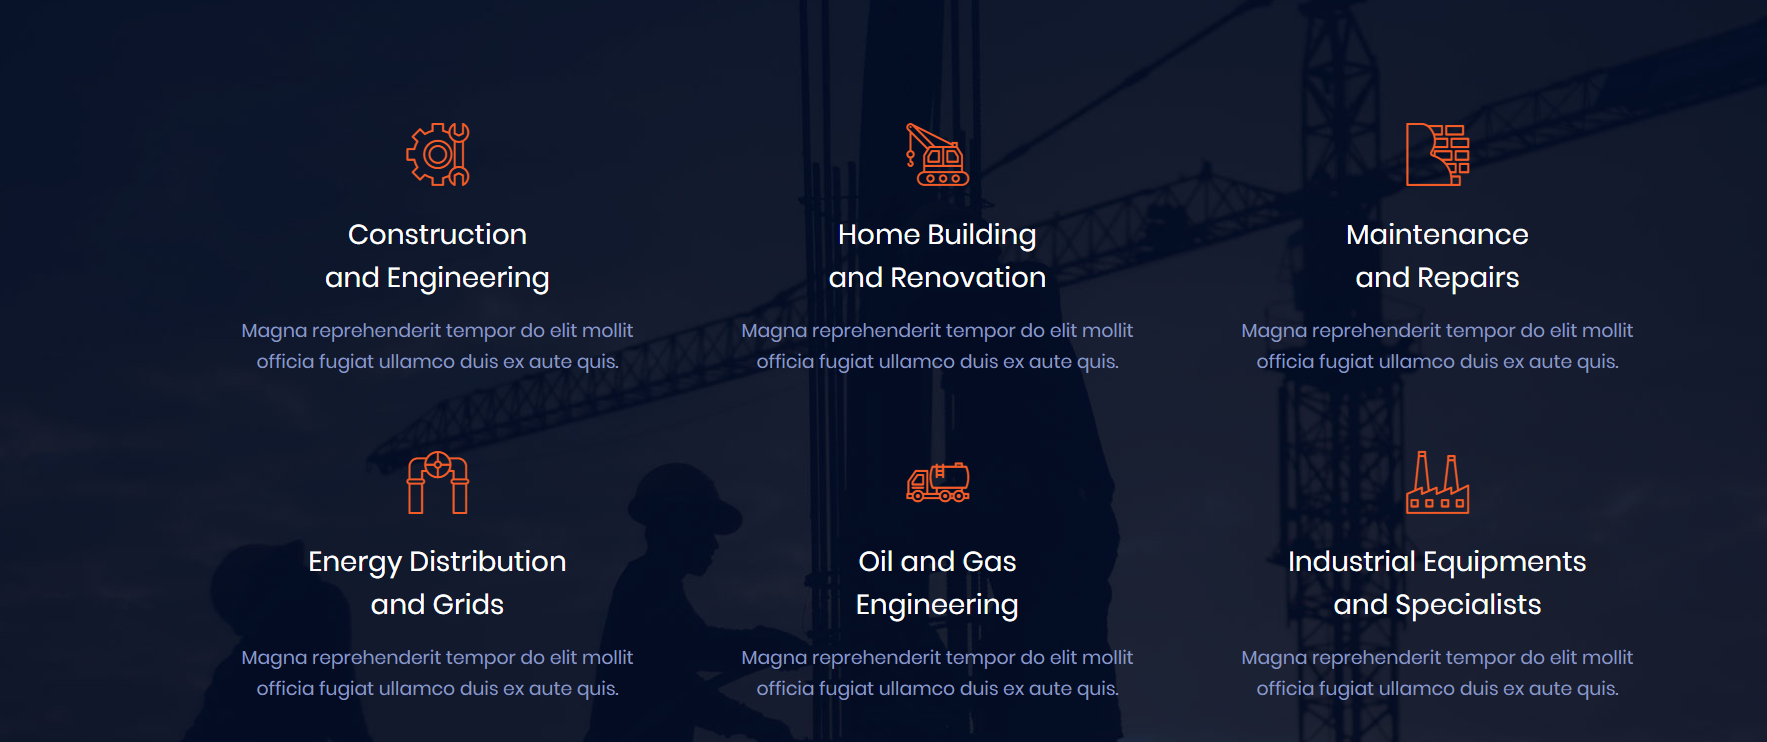 Construction
and Engineering
Magna reprehenderit tempor do elit mollit
officia fugiat ullamco duis ex aute quis.
Home Building
and Renovation
Magna reprehenderit tempor do elit mollit
officia fugiat ullamco duis ex aute quis.
Maintenance
and Repairs
Magna reprehenderit tempor do elit mollit
officia fugiat ullamco duis ex aute quis.
Energy Distribution
and Grids
Magna reprehenderit tempor do elit mollit
officia fugiat ullamco duis ex aute quis.
Oil and Gas
Engineering
Magna reprehenderit tempor do elit mollit
officia fugiat ullamco duis ex aute quis.
Industrial Equipments
and Specialists
Magna reprehenderit tempor do elit mollit
officia fugiat ullamco duis ex aute quis.